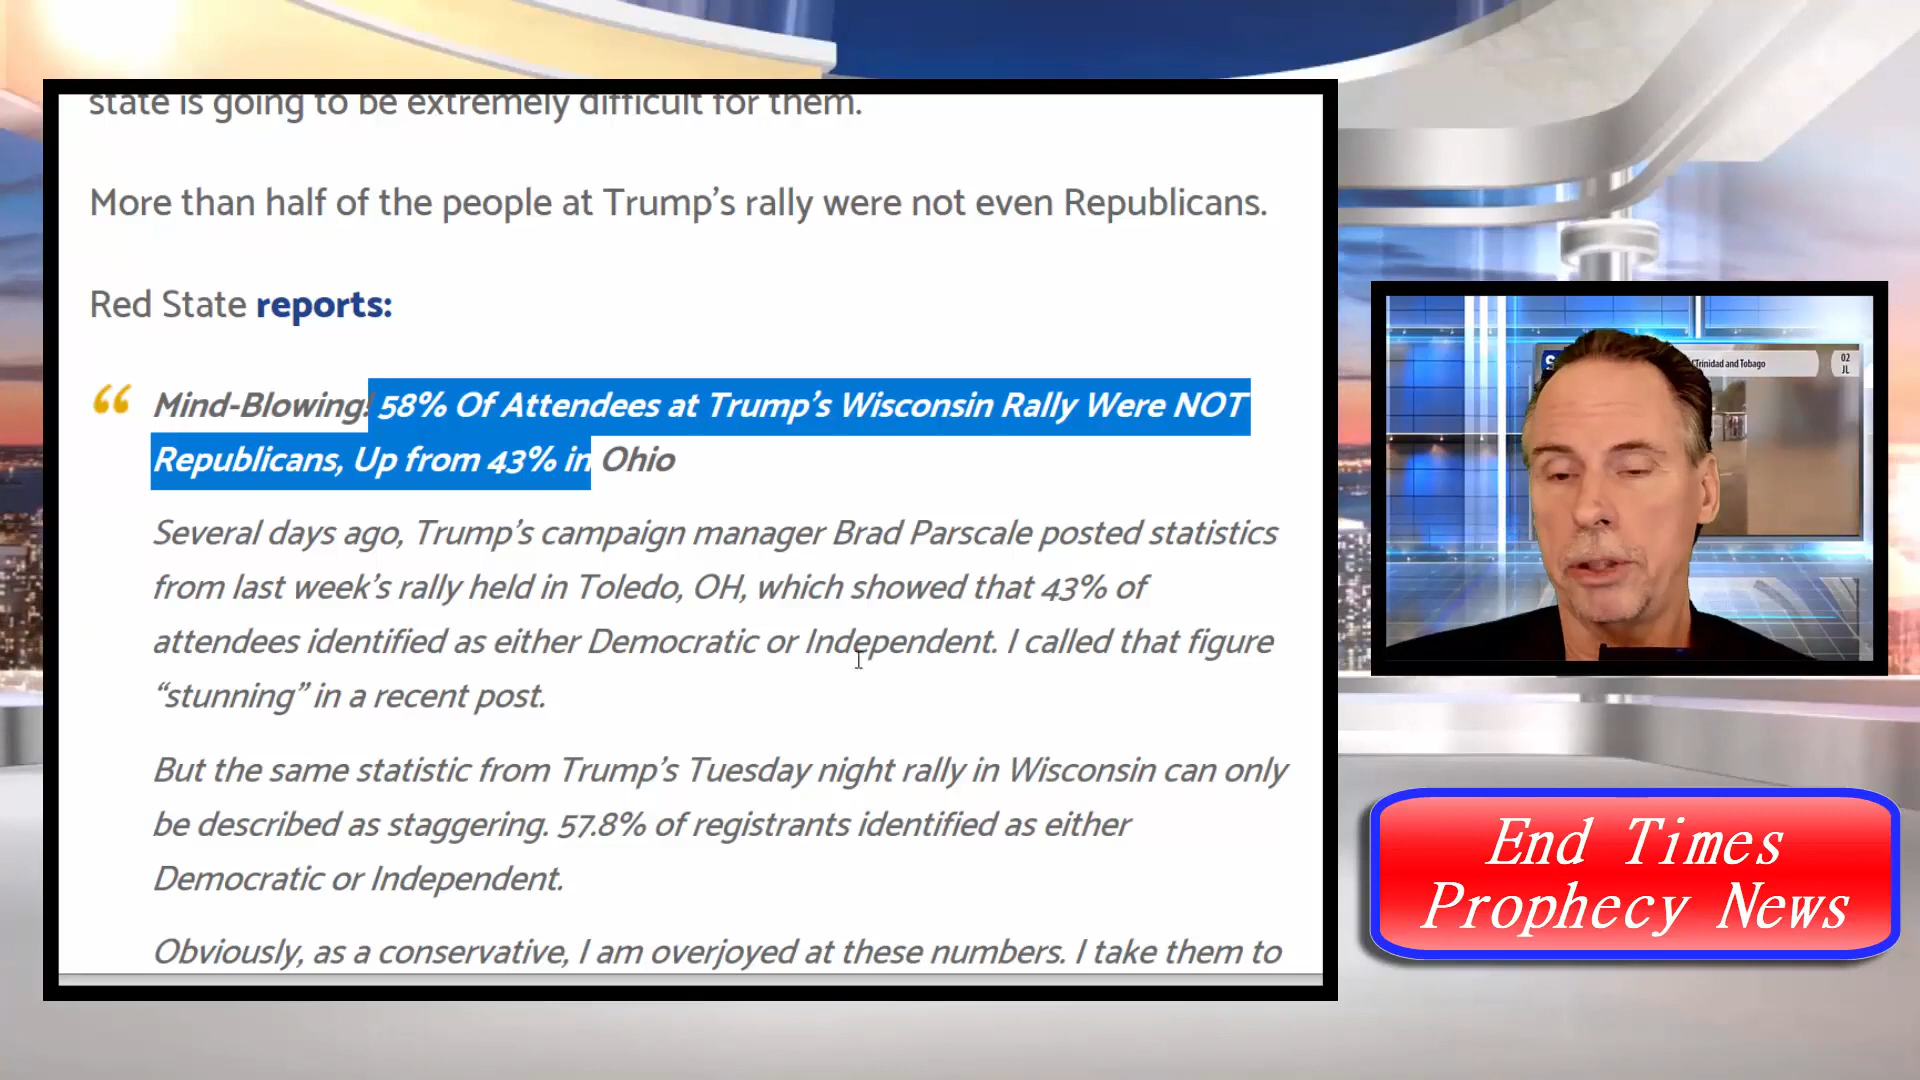 state is going to be extremely difficult for them.
More than half of the people at Trump's rally were not even Republicans.
Red State reports:
“ Mind-Blowing! 58% Of Attendees at Trump's Wisconsin Rally Were NOT
Republicans, Up from 43% in Ohio
Several days ago, Trump's campaign manager Brad Parscale posted statistics
from last week's rally held in Toledo, OH, which showed that 43% of
attendees identified as either Democratic or Independent. I called that figure
“stunning” in a recent post.
But the same statistic from Trump's Tuesday night rally in Wisconsin can only
be described as staggering. 57.8% of registrants identified as either
Democratic or Independent.
Obviously, as a conservative, I am overjoyed at these numbers. I take them to
Trinidad and Tobago
02
JL
End Times
Prophecy News